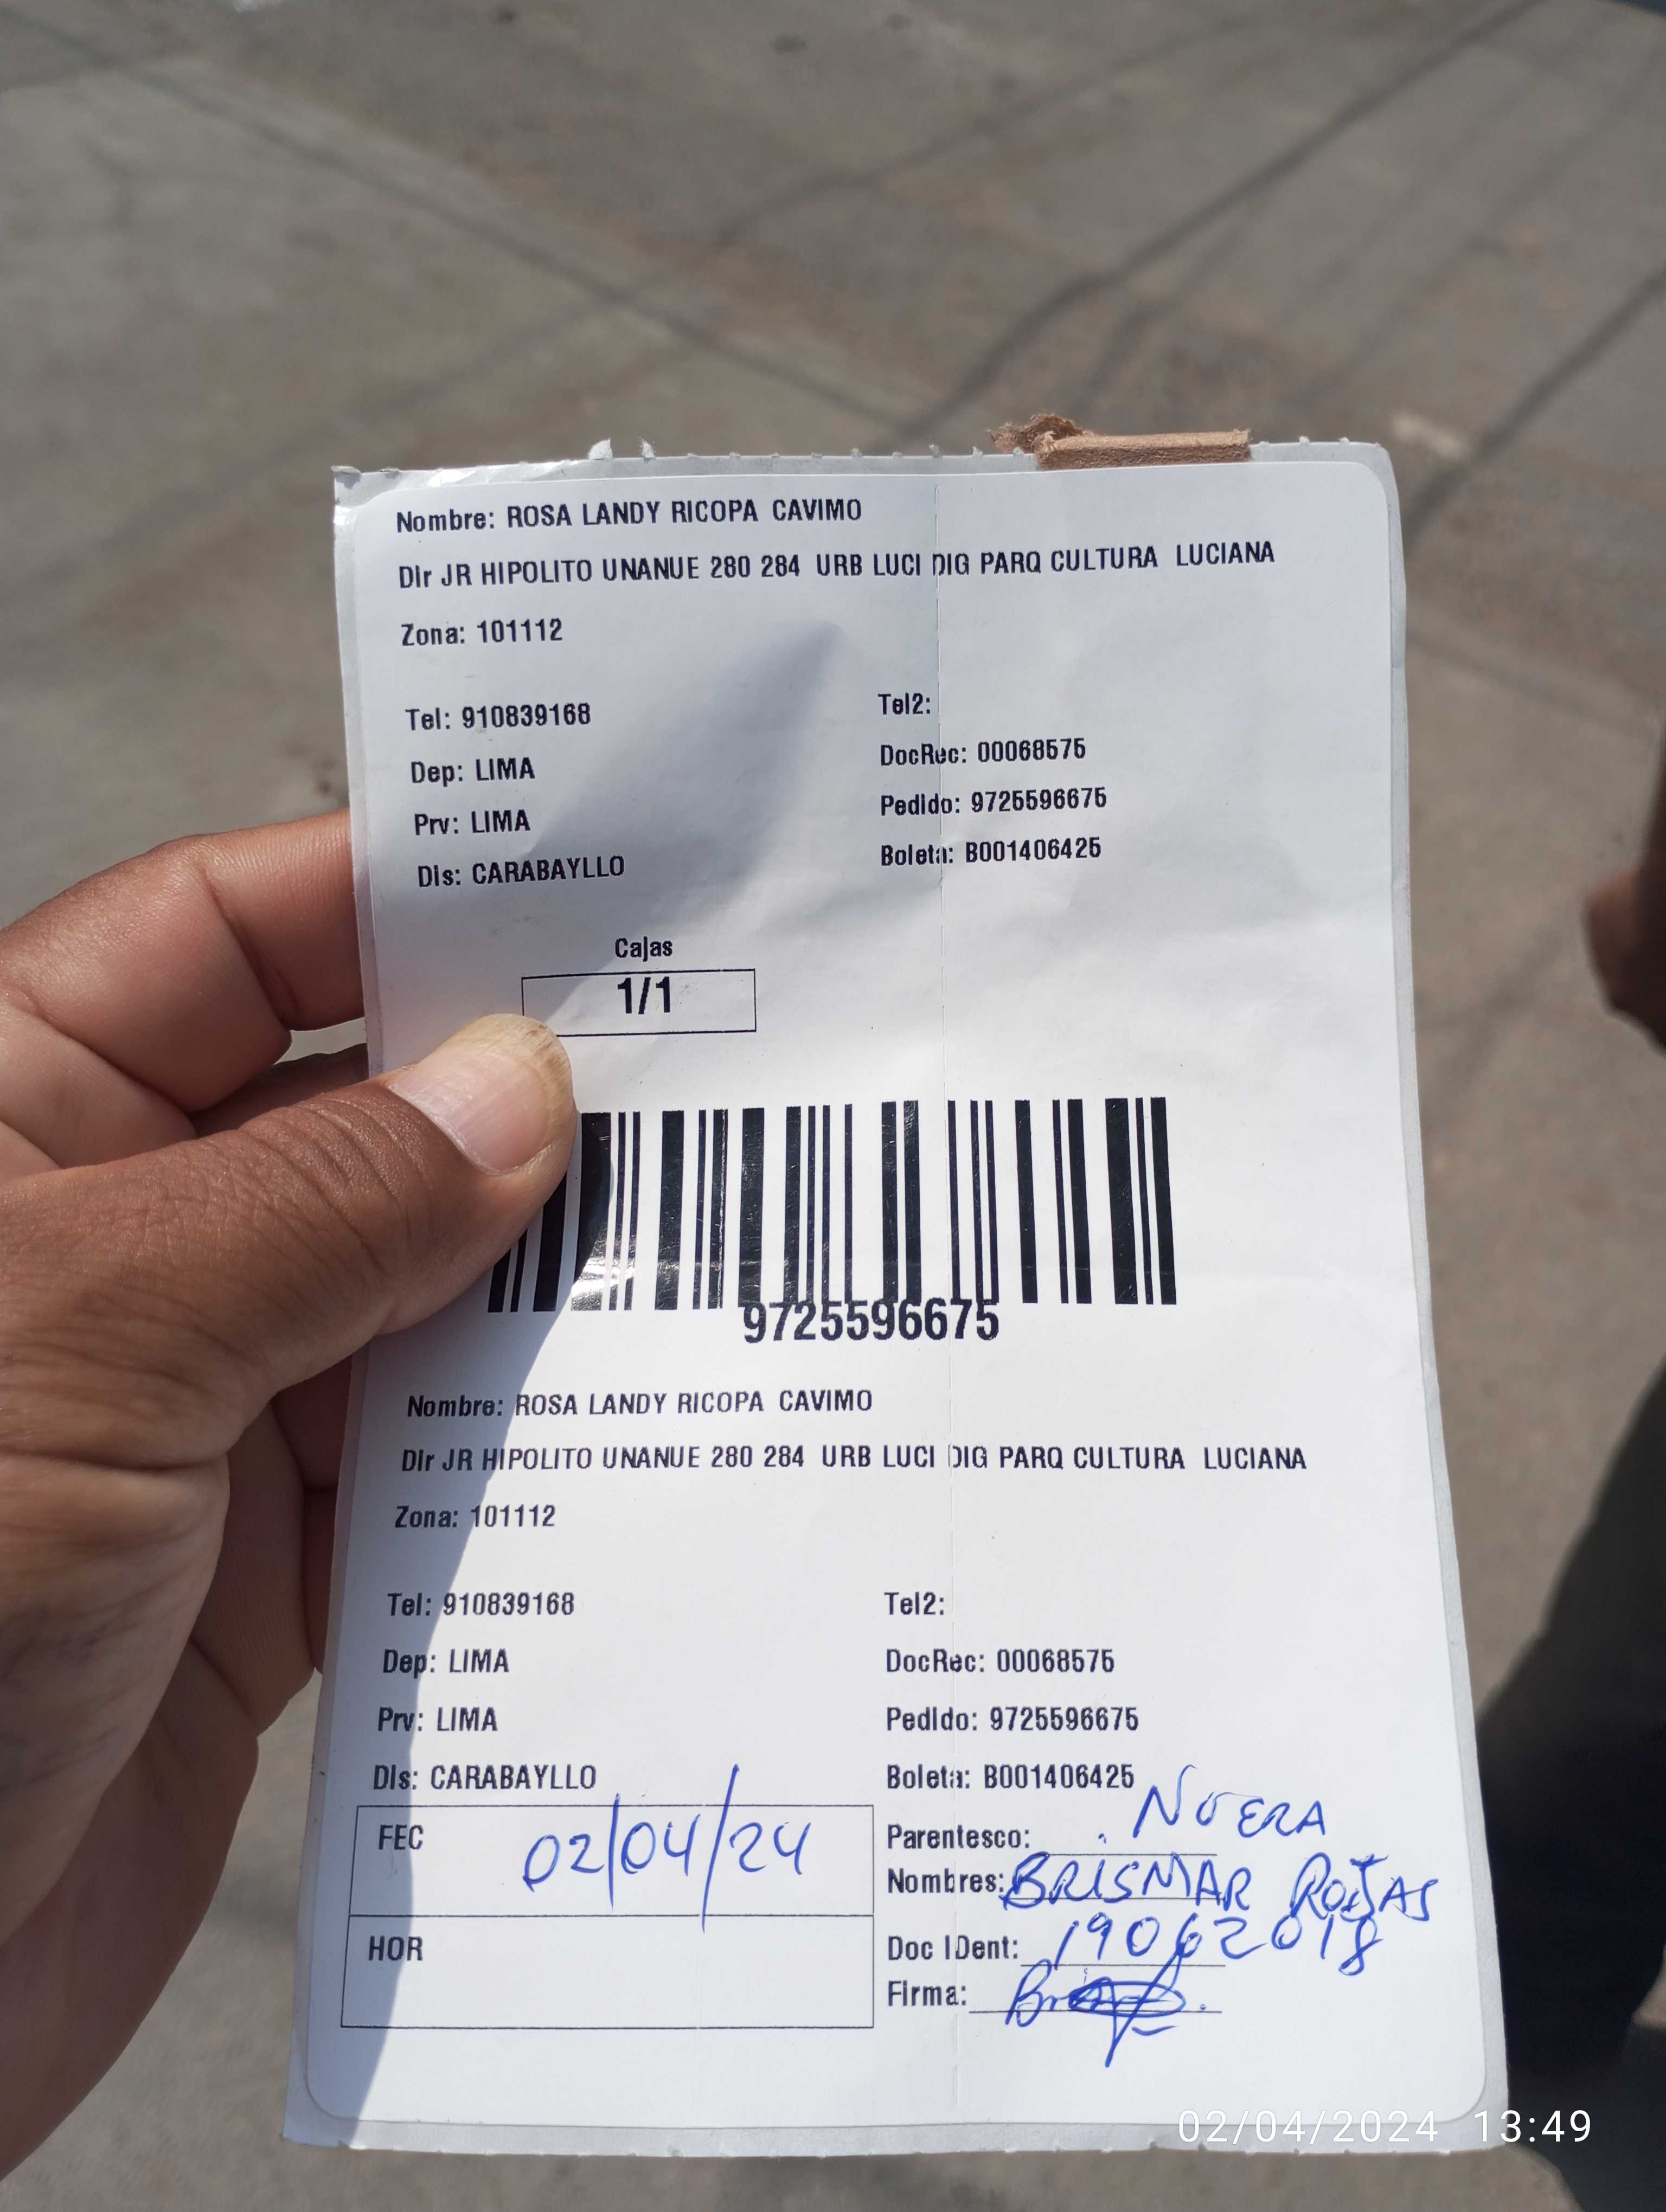 Nombre: ROSA LANDY RICOPA CAVIMO
Dir JR HIPOLITO UNANUE 280 284 URB LUCI DIG PARQ CULTURA LUCIANA
Zona: 101112
Tel: 910839168
Tel2:
Dep: LIMA
DocRec: 00068575
Prv: LIMA
Pedido: 9725596675
Dis: CARABAYLLO
Boleta: B001406425
Cajas
1/1
9725596675
Nombre: ROSA LANDY RICOPA CAVIMO
Dir JR HIPOLITO UNANUE 280 284 URB LUCI DIG PARQ CULTURA LUCIANA
Zona: 101112
Tel: 910839168
Tel2:
Dep: LIMA
DocRec: 00068575
Prv: LIMA
Pedido: 9725596675
Dis: CARABAYLLO
Boleta: B001406425
FEC 02/04/24
Parentesco: NUERA
Nombres: BRISMAR ROJAS
HOR
Doc IDent: 19062018
Firma:
02/04/2024 13:49